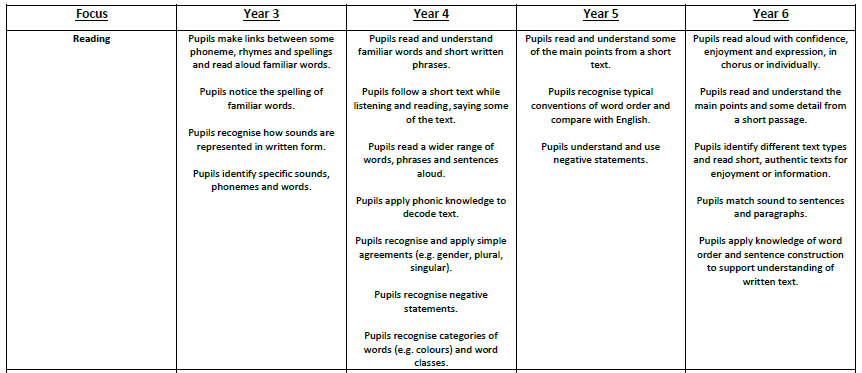 Focus
Year 3
Year 4
Year 5
Year 6
Reading
Pupils make links between some
phoneme, rhymes and spellings
and read aloud familiar words.
Pupils notice the spelling of
familiar words.
Pupils recognise how sounds are
represented in written form.
Pupils identify specific sounds,
phonemes and words.
Pupils read and understand
familiar words and short written
phrases.
Pupils follow a short text while
listening and reading, saying some
of the text.
Pupils read a wider range of
words, phrases and sentences
aloud.
Pupils apply phonic knowledge to
decode text.
Pupils recognise and apply simple
agreements (e.g. gender, plural,
singular).
Pupils recognise negative
statements.
Pupils recognise categories of
words (e.g. colours) and word
classes.
Pupils read and understand some
of the main points from a short
text.
Pupils recognise typical
conventions of word order and
compare with English.
Pupils understand and use
negative statements.
Pupils read aloud with confidence,
enjoyment and expression, in
chorus or individually.
Pupils read and understand the
main points and some detail from
a short passage.
Pupils identify different text types
and read short, authentic texts for
enjoyment or information.
Pupils match sound to sentences
and paragraphs.
Pupils apply knowledge of word
order and sentence construction
to support understanding of
written text.